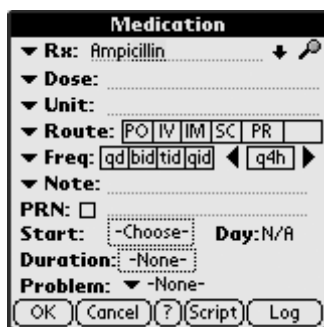 Medication
Rx: Ampicillin
Dose:
Unit:
Route: PO IV IM SC PR
Freq: qd bid tid qid q4h
Note:
PRN:
Start: -Choose- Day: N/A
Duration: -None-
Problem: -None-
OK Cancel ? Script Log